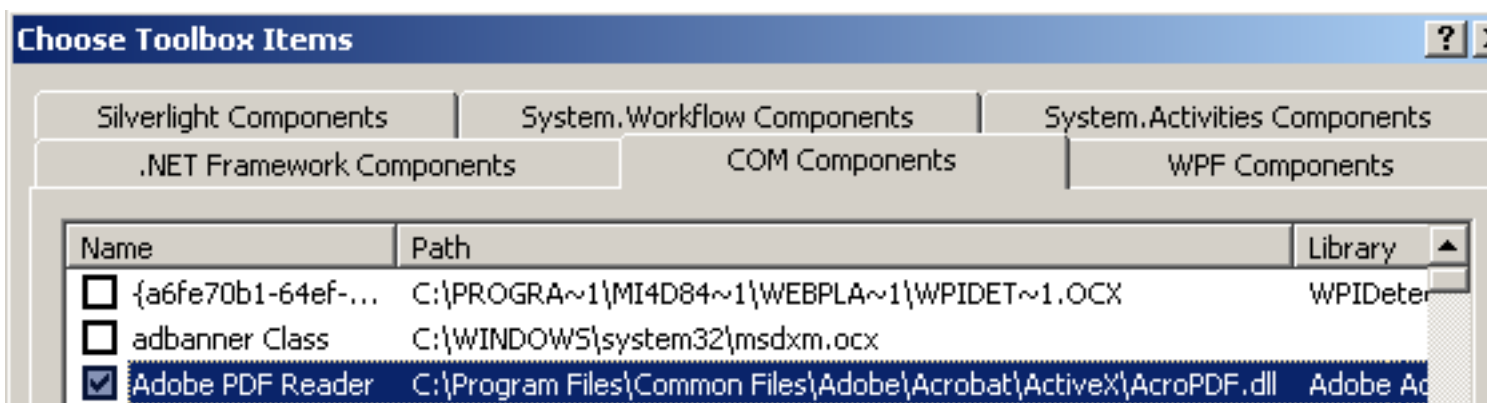 Choose Toolbox Items ?
Silverlight Components System.Workflow Components System.Activities Components
.NET Framework Components COM Components WPF Components
Name Path Library
{a6fe70b1-64ef-... C:\PROGRA~1\MI4D84~1\WEBPLA~1\WPIDET~1.OCX WPIDeter
adbanner Class C:\WINDOWS\system32\msdxm.ocx
Adobe PDF Reader C:\Program Files\Common Files\Adobe\Acrobat\ActiveX\AcroPDF.dll Adobe Ac